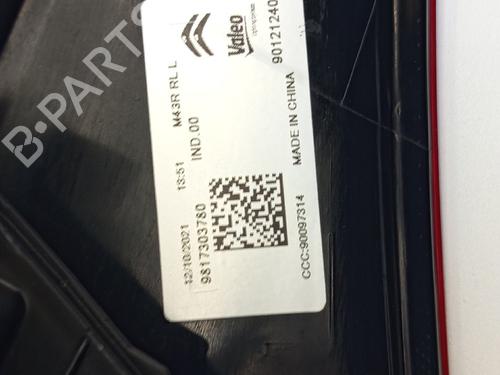 12/10/2021 13:51 M43R RL L
9817303780 IND.00
Valeo
90121240
CCC:90097314 MADE IN CHINA
B-PARTS